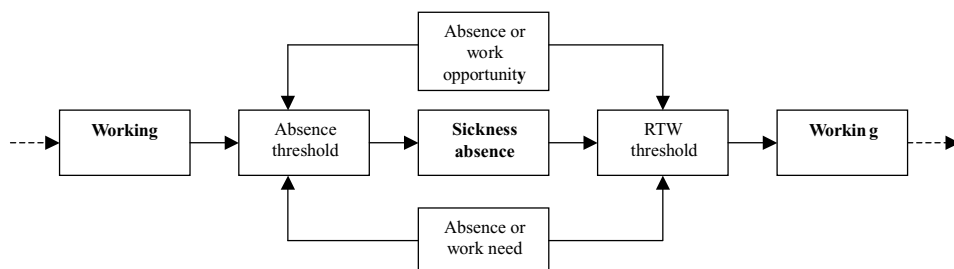 Absence or
work
opportunity
Working
Absence
threshold
Sickness
absence
RTW
threshold
Workin g
Absence or
work need